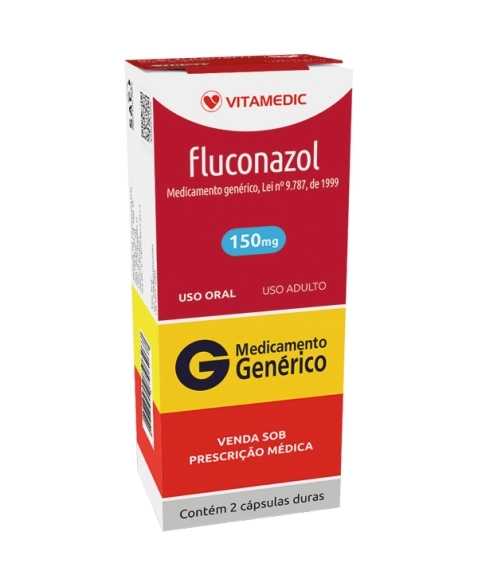 VITAMEDIC
fluconazol
Medicamento genérico, Lei nº 9.787, de 1999
150mg
USO ORAL USO ADULTO
G Medicamento
Genérico
VENDA SOB
PRESCRIÇÃO MÉDICA
Contém 2 cápsulas duras
SAC